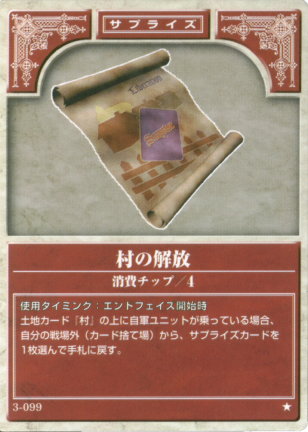 サプライズ
村の解放
消費チップ／4
使用タイミング：エントフェイズ開始時
土地カード『村』の上に自軍ユニットが乗っている場合、
自分の戦場外（カード捨て場）から、サプライズカードを
1枚選んで手札に戻す。
3-099
★